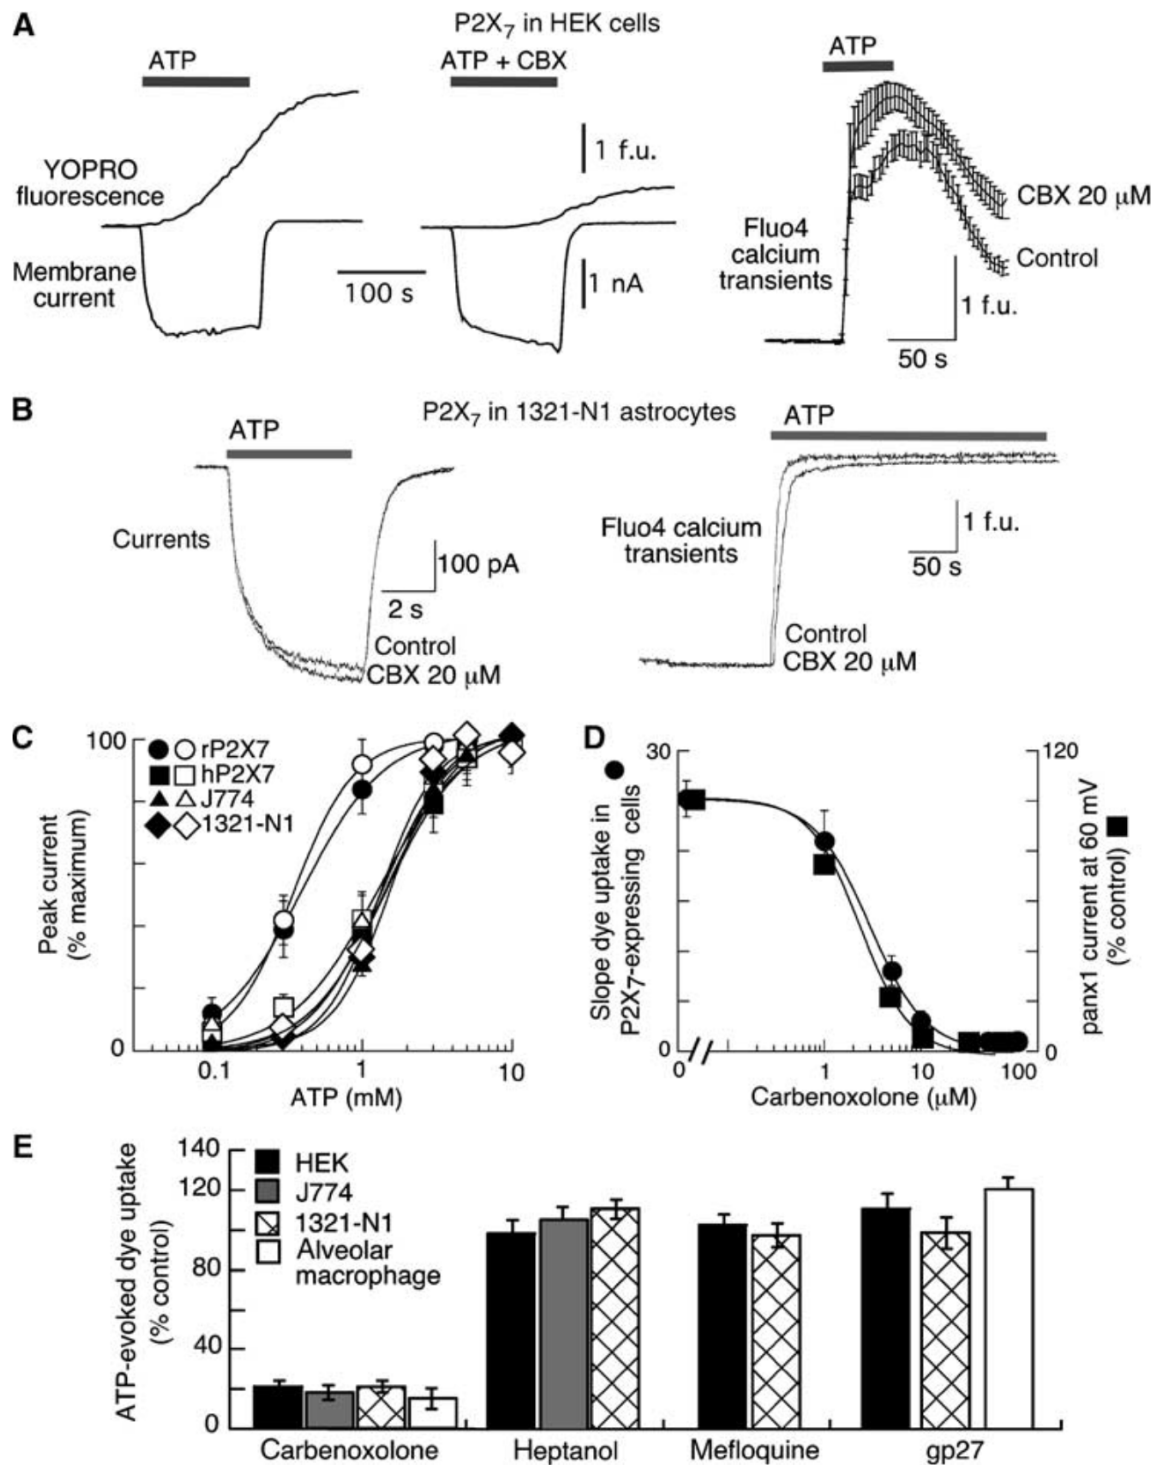 A
P2X7 in HEK cells
ATP
ATP + CBX
ATP
YOPRO
fluorescence
1 f.u.
Membrane
current
100 s
1 nA
Fluo4
calcium
transients
CBX 20 μM
Control
1 f.u.
50 s
B
P2X7 in 1321-N1 astrocytes
ATP
ATP
Currents
100 pA
2 s
Control
CBX 20 μM
Fluo4 calcium
transients
1 f.u.
50 s
Control
CBX 20 μM
C
Peak current
(% maximum)
100
0
rP2X7
hP2X7
J774
1321-N1
0.1
1
10
ATP (mM)
D
Slope dye uptake in
P2X7-expressing cells
30
0
120
0
panx1 current at 60 mV
(% control)
0
1
10
100
Carbenoxolone (μM)
E
ATP-evoked dye uptake
(% control)
140
120
80
40
0
HEK
J774
1321-N1
Alveolar
macrophage
Carbenoxolone
Heptanol
Mefloquine
gp27